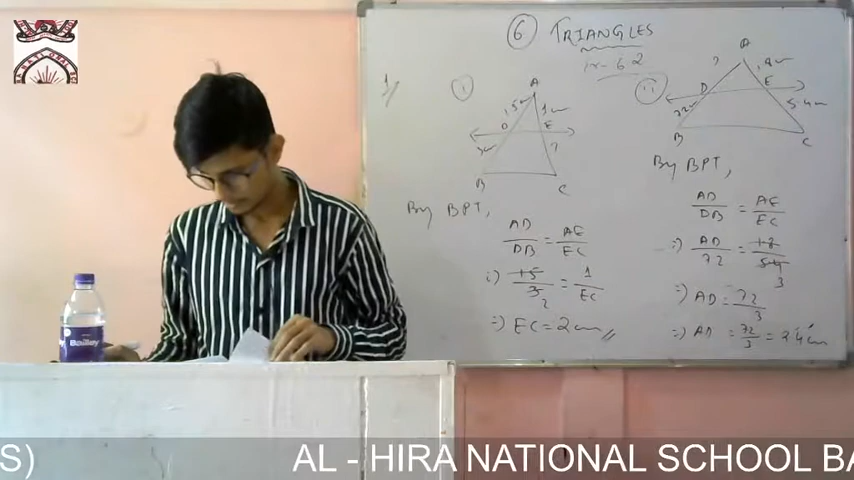 ⑥ TRIANGLES
Ex-6.2
1/
i
A
1.5cm
1cm
D
E
3cm
?
B
C
By BPT,
AD/DB = AE/EC
⇒) 1.5/3 = 1/EC
2
⇒) EC = 2cm //
ii
A
?
1.8cm
D
E
7.2cm
5.4cm
B
C
By BPT,
AD/DB = AE/EC
⇒) AD/7.2 = 1.8/5.4
3
⇒) AD = 7.2/3
⇒) AD = 7.2/3 = 2.4cm
Bailley
S) AL - HIRA NATIONAL SCHOOL BA